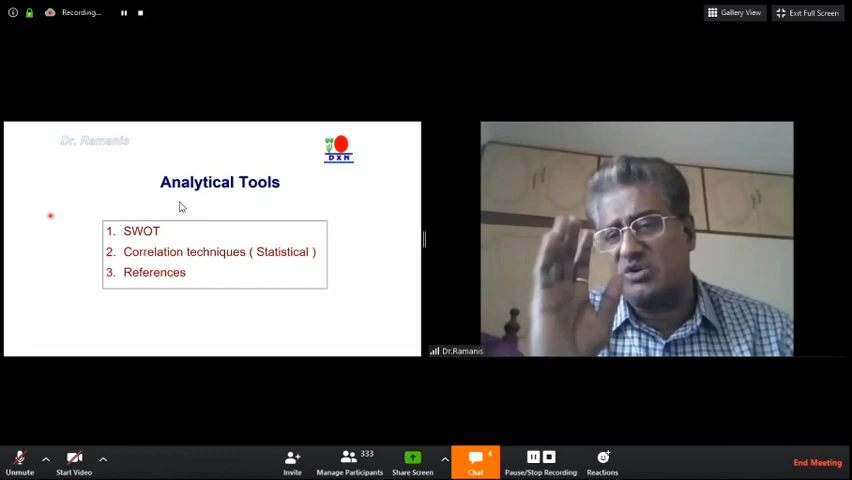 Recording...
Gallery View
Exit Full Screen
Dr. Ramanis
DXN
Analytical Tools
1. SWOT
2. Correlation techniques ( Statistical )
3. References
Dr.Ramanis
Unmute
Start Video
Invite
333
Manage Participants
Share Screen
4
Chat
Pause/Stop Recording
Reactions
End Meeting